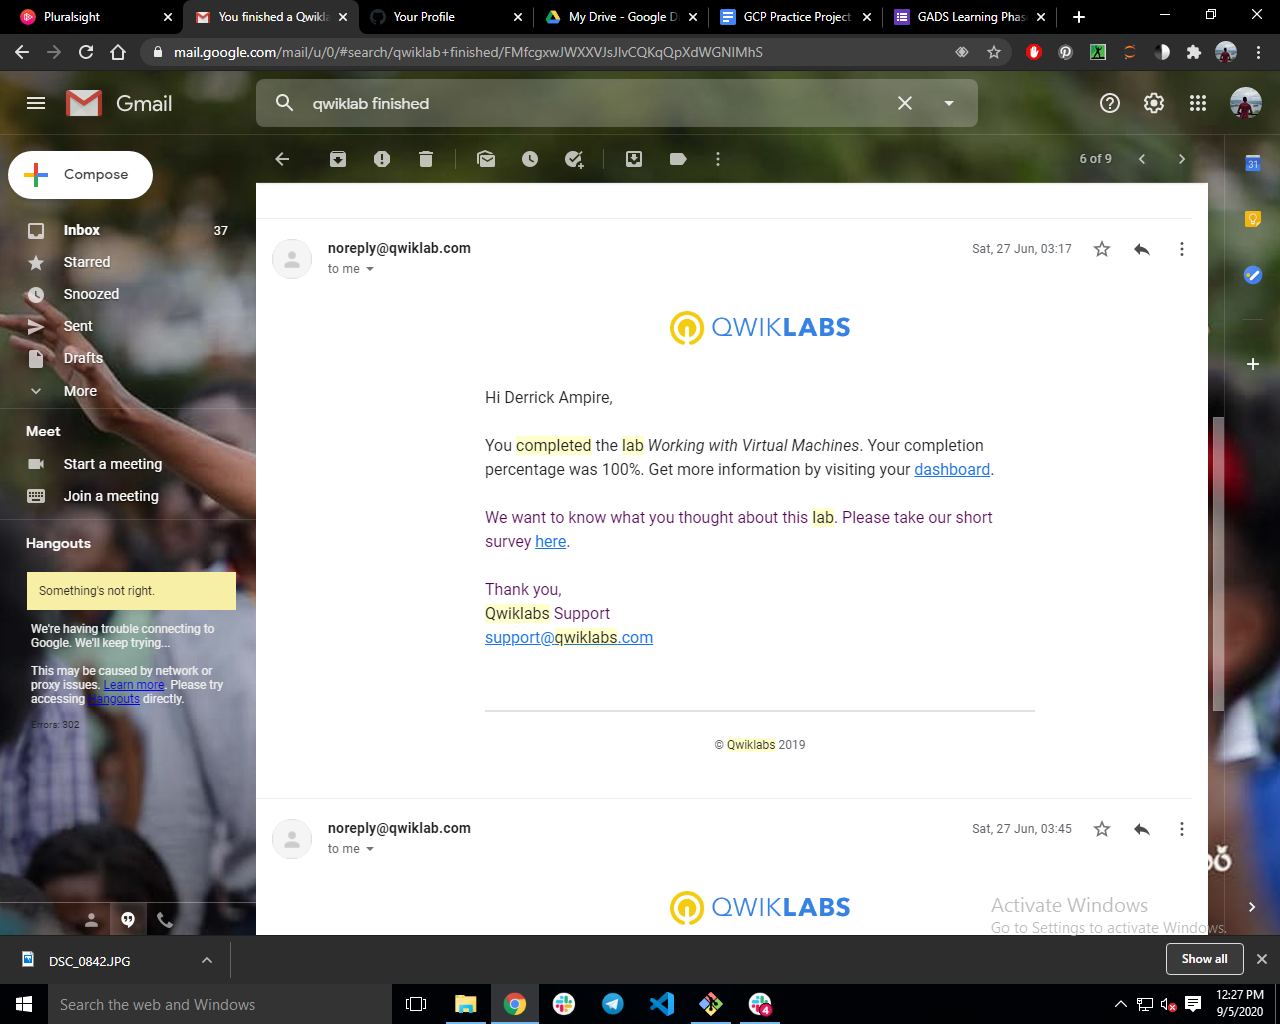 Pluralsight
You finished a Qwikla
Your Profile
My Drive - Google D
GCP Practice Project
GADS Learning Phas
mail.google.com/mail/u/0/#search/qwiklab+finished/FMfcgxwJWXXVJsJlvCQKqQpXdWGNlMhS
Gmail
qwiklab finished
6 of 9
31
Compose
Inbox 37
Starred
Snoozed
Sent
Drafts
More
Meet
Start a meeting
Join a meeting
Hangouts
Something's not right.
We're having trouble connecting to
Google. We'll keep trying...
This may be caused by network or
proxy issues. Learn more. Please try
accessing Hangouts directly.
Errors: 302
noreply@qwiklab.com
Sat, 27 Jun, 03:17
to me
QWIKLABS
Hi Derrick Ampire,
You completed the lab Working with Virtual Machines. Your completion
percentage was 100%. Get more information by visiting your dashboard.
We want to know what you thought about this lab. Please take our short
survey here.
Thank you,
Qwiklabs Support
support@qwiklabs.com
© Qwiklabs 2019
noreply@qwiklab.com
Sat, 27 Jun, 03:45
to me
QWIKLABS
Activate Windows
Go to Settings to activate Windows.
DSC_0842.JPG
Show all
Search the web and Windows
4
12:27 PM
9/5/2020